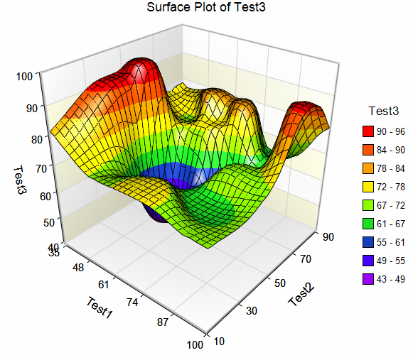 Surface Plot of Test3
100
90
80
70
60
50
40
Test3
35
48
61
74
87
100
Test1
10
30
50
70
90
Test2
Test3
90 - 96
84 - 90
78 - 84
72 - 78
67 - 72
61 - 67
55 - 61
49 - 55
43 - 49